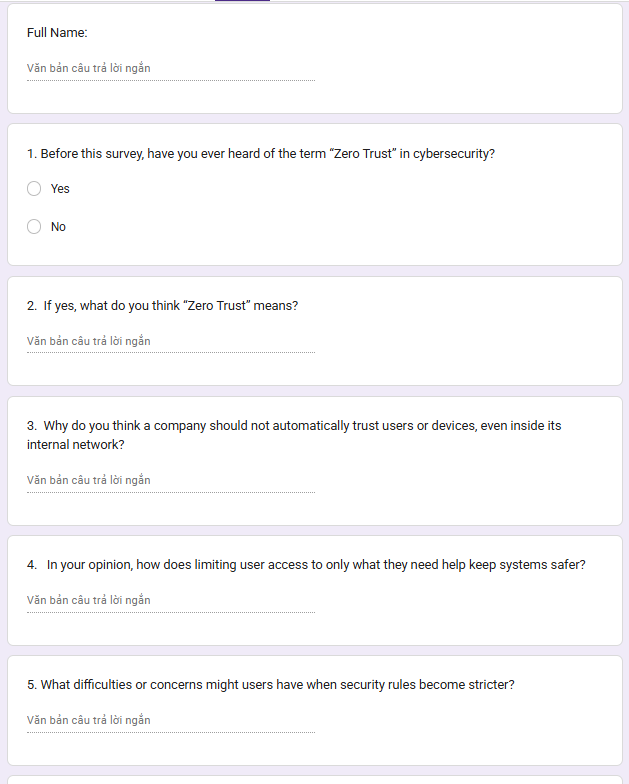 Full Name:
Văn bản câu trả lời ngắn
1. Before this survey, have you ever heard of the term “Zero Trust” in cybersecurity?
Yes
No
2. If yes, what do you think “Zero Trust” means?
Văn bản câu trả lời ngắn
3. Why do you think a company should not automatically trust users or devices, even inside its
internal network?
Văn bản câu trả lời ngắn
4. In your opinion, how does limiting user access to only what they need help keep systems safer?
Văn bản câu trả lời ngắn
5. What difficulties or concerns might users have when security rules become stricter?
Văn bản câu trả lời ngắn